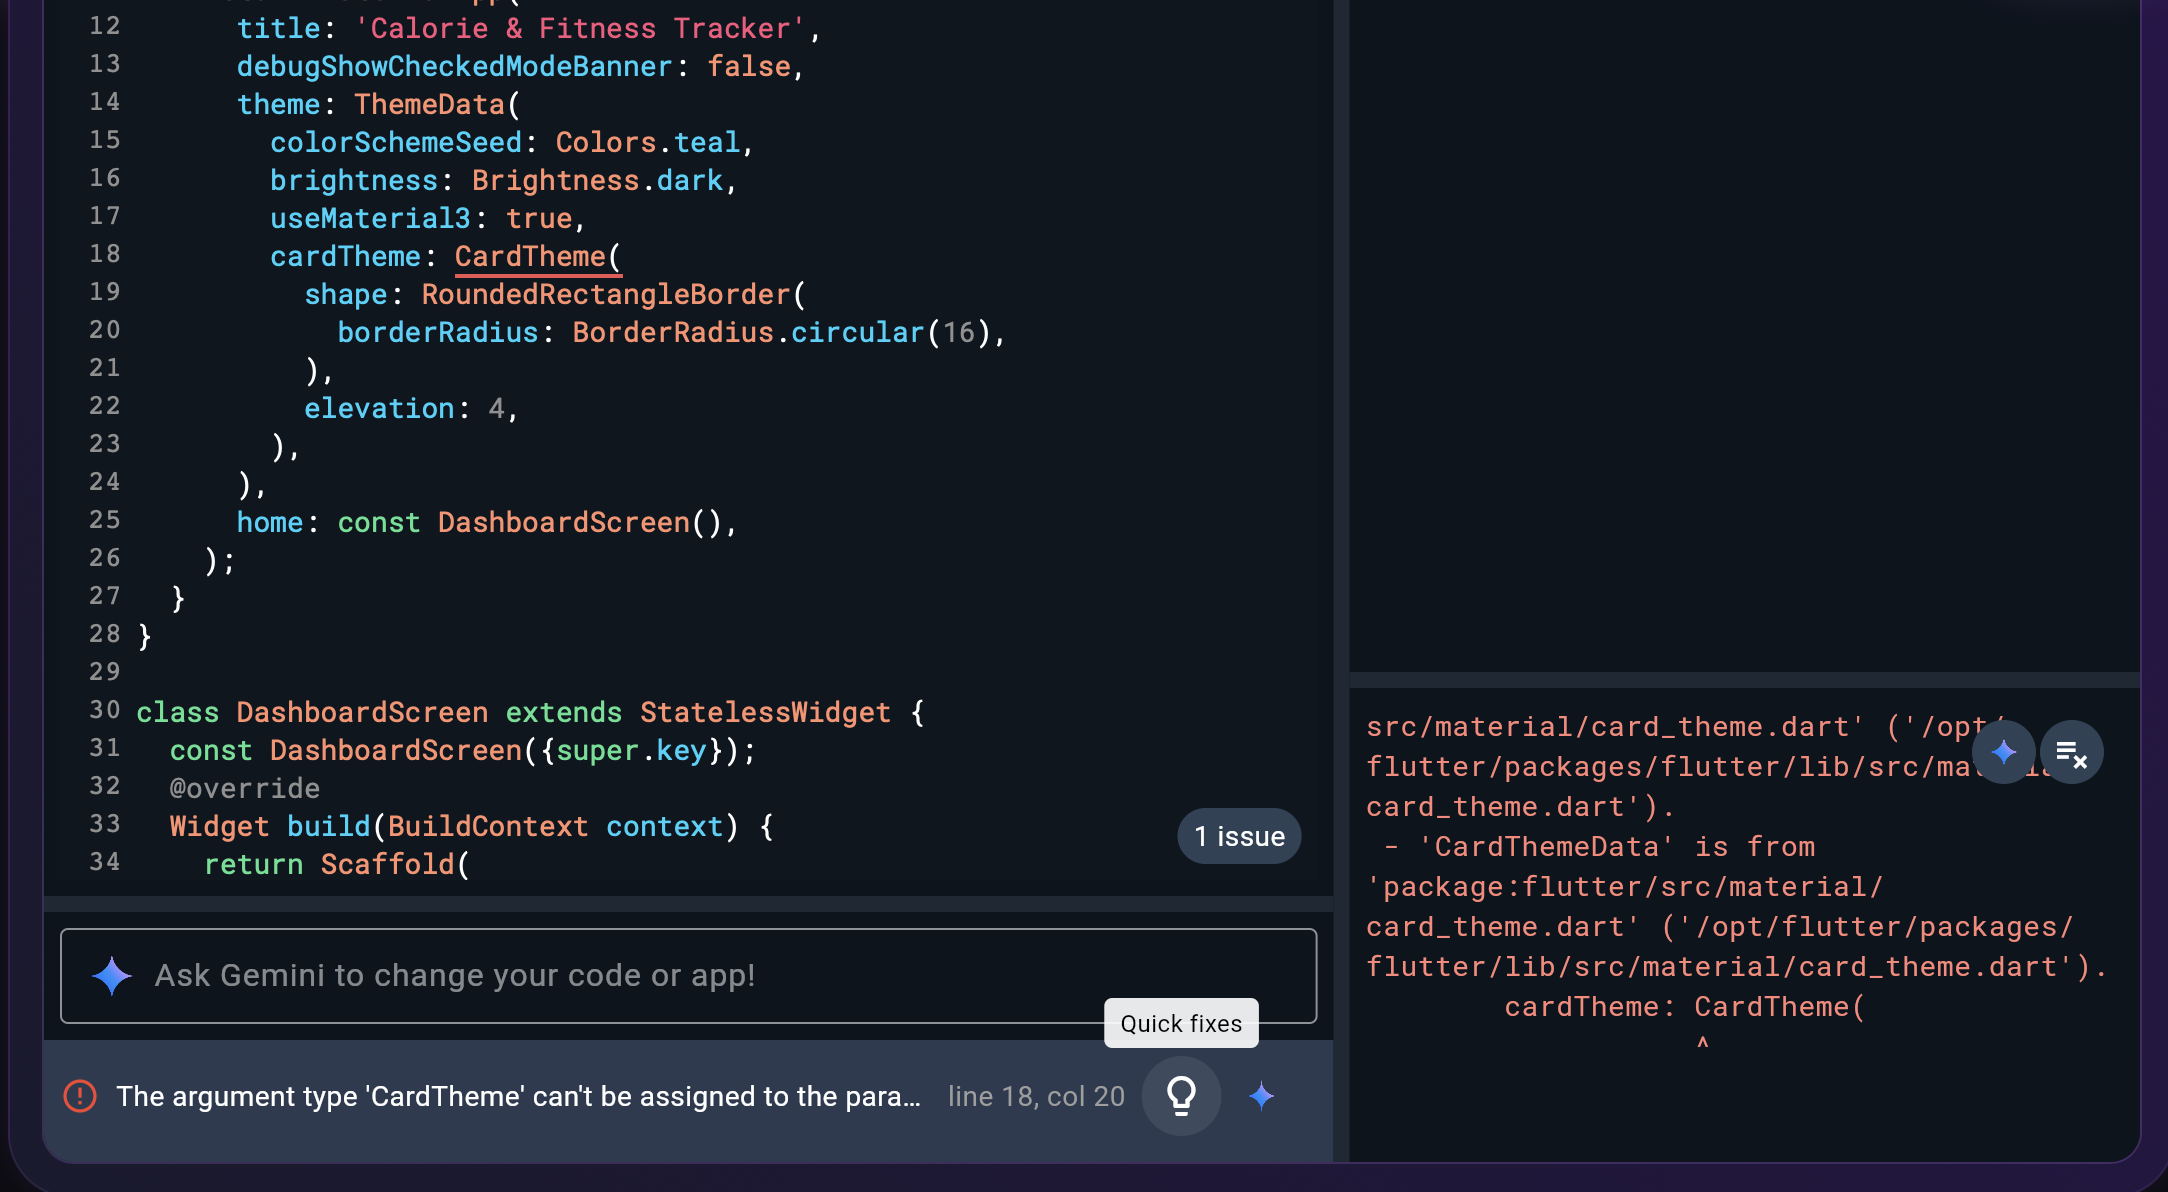 12       title: 'Calorie & Fitness Tracker',
13       debugShowCheckedModeBanner: false,
14       theme: ThemeData(
15         colorSchemeSeed: Colors.teal,
16         brightness: Brightness.dark,
17         useMaterial3: true,
18         cardTheme: CardTheme(
19           shape: RoundedRectangleBorder(
20             borderRadius: BorderRadius.circular(16),
21           ),
22           elevation: 4,
23         ),
24       ),
25       home: const DashboardScreen(),
26     );
27   }
28 }
29
30 class DashboardScreen extends StatelessWidget {
31   const DashboardScreen({super.key});
32   @override
33   Widget build(BuildContext context) {
34     return Scaffold(
1 issue
Ask Gemini to change your code or app!
Quick fixes
The argument type 'CardTheme' can't be assigned to the para… line 18, col 20
src/material/card_theme.dart' ('/opt/
flutter/packages/flutter/lib/src/
card_theme.dart').
 - 'CardThemeData' is from
'package:flutter/src/material/
card_theme.dart' ('/opt/flutter/packages/
flutter/lib/src/material/card_theme.dart').
        cardTheme: CardTheme(
                   ^